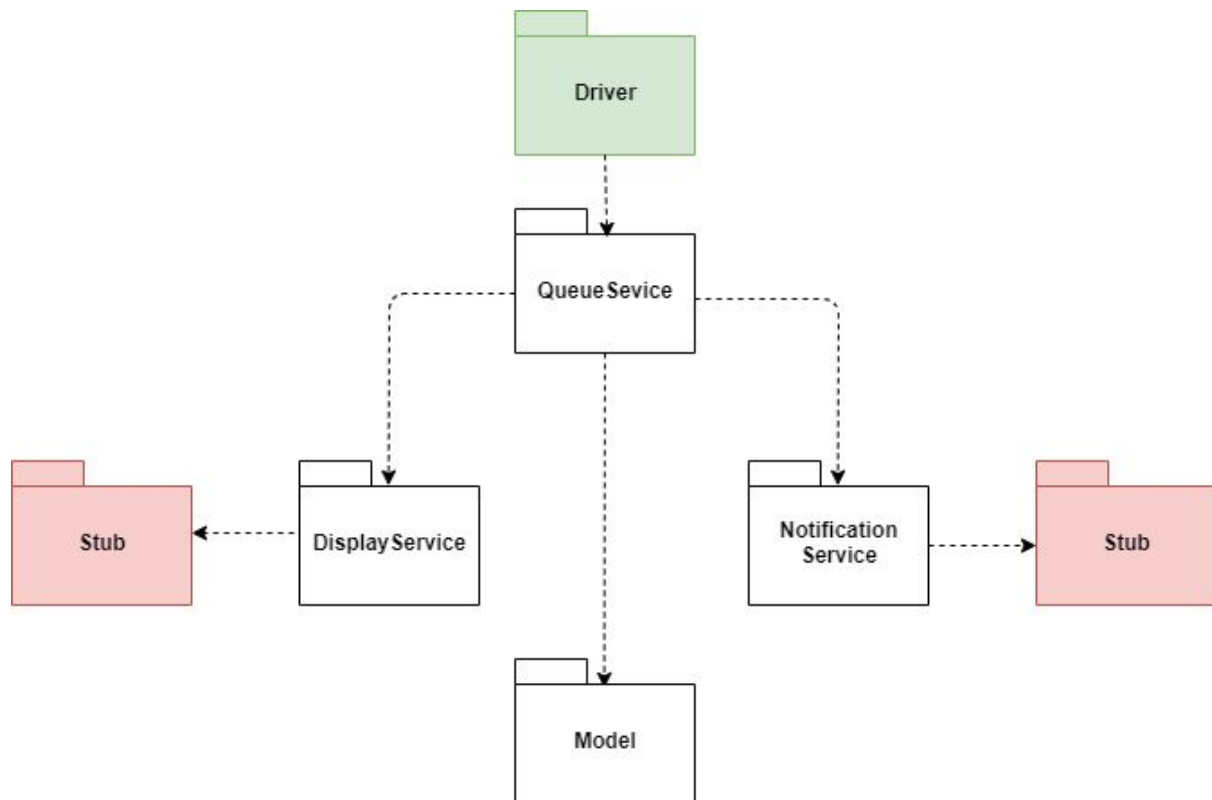 Driver
QueueSevice
Stub
DisplayService
Notification
Service
Stub
Model